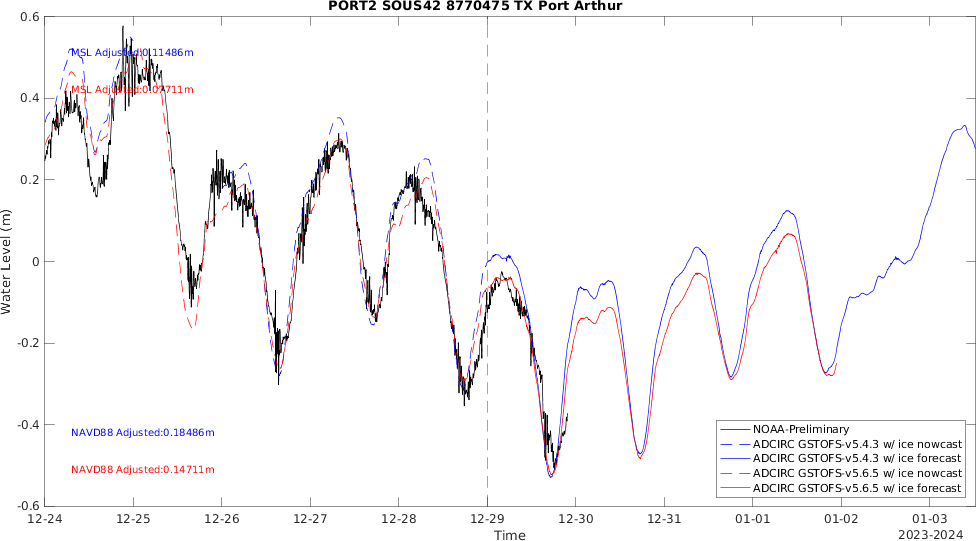 PORT2 SOUS42 8770475 TX Port Arthur
0.6
MSL Adjusted:0.11486m
MSL Adjusted:0.07711m
0.4
0.2
0
Water Level (m)
-0.2
-0.4
NAVD88 Adjusted:0.18486m
NAVD88 Adjusted:0.14711m
-0.6
NOAA-Preliminary
ADCIRC GSTOFS-v5.4.3 w/ ice nowcast
ADCIRC GSTOFS-v5.4.3 w/ ice forecast
ADCIRC GSTOFS-v5.6.5 w/ ice nowcast
ADCIRC GSTOFS-v5.6.5 w/ ice forecast
12-24 12-25 12-26 12-27 12-28 12-29 12-30 12-31 01-01 01-02 01-03
Time
2023-2024